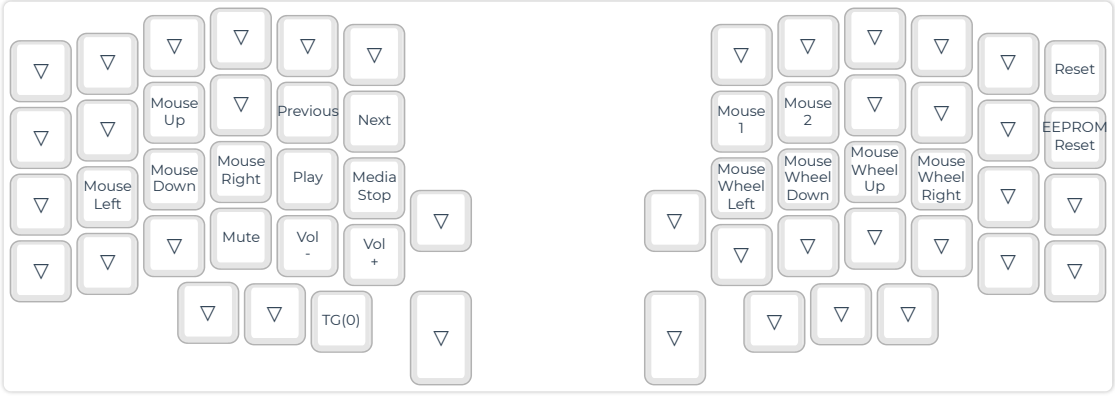 Reset
Mouse
Up
Previous
Next
Mouse
1
Mouse
2
EEPROM
Reset
Mouse
Left
Mouse
Down
Mouse
Right
Play
Media
Stop
Mouse
Wheel
Left
Mouse
Wheel
Down
Mouse
Wheel
Up
Mouse
Wheel
Right
Mute
Vol
-
Vol
+
TG(0)